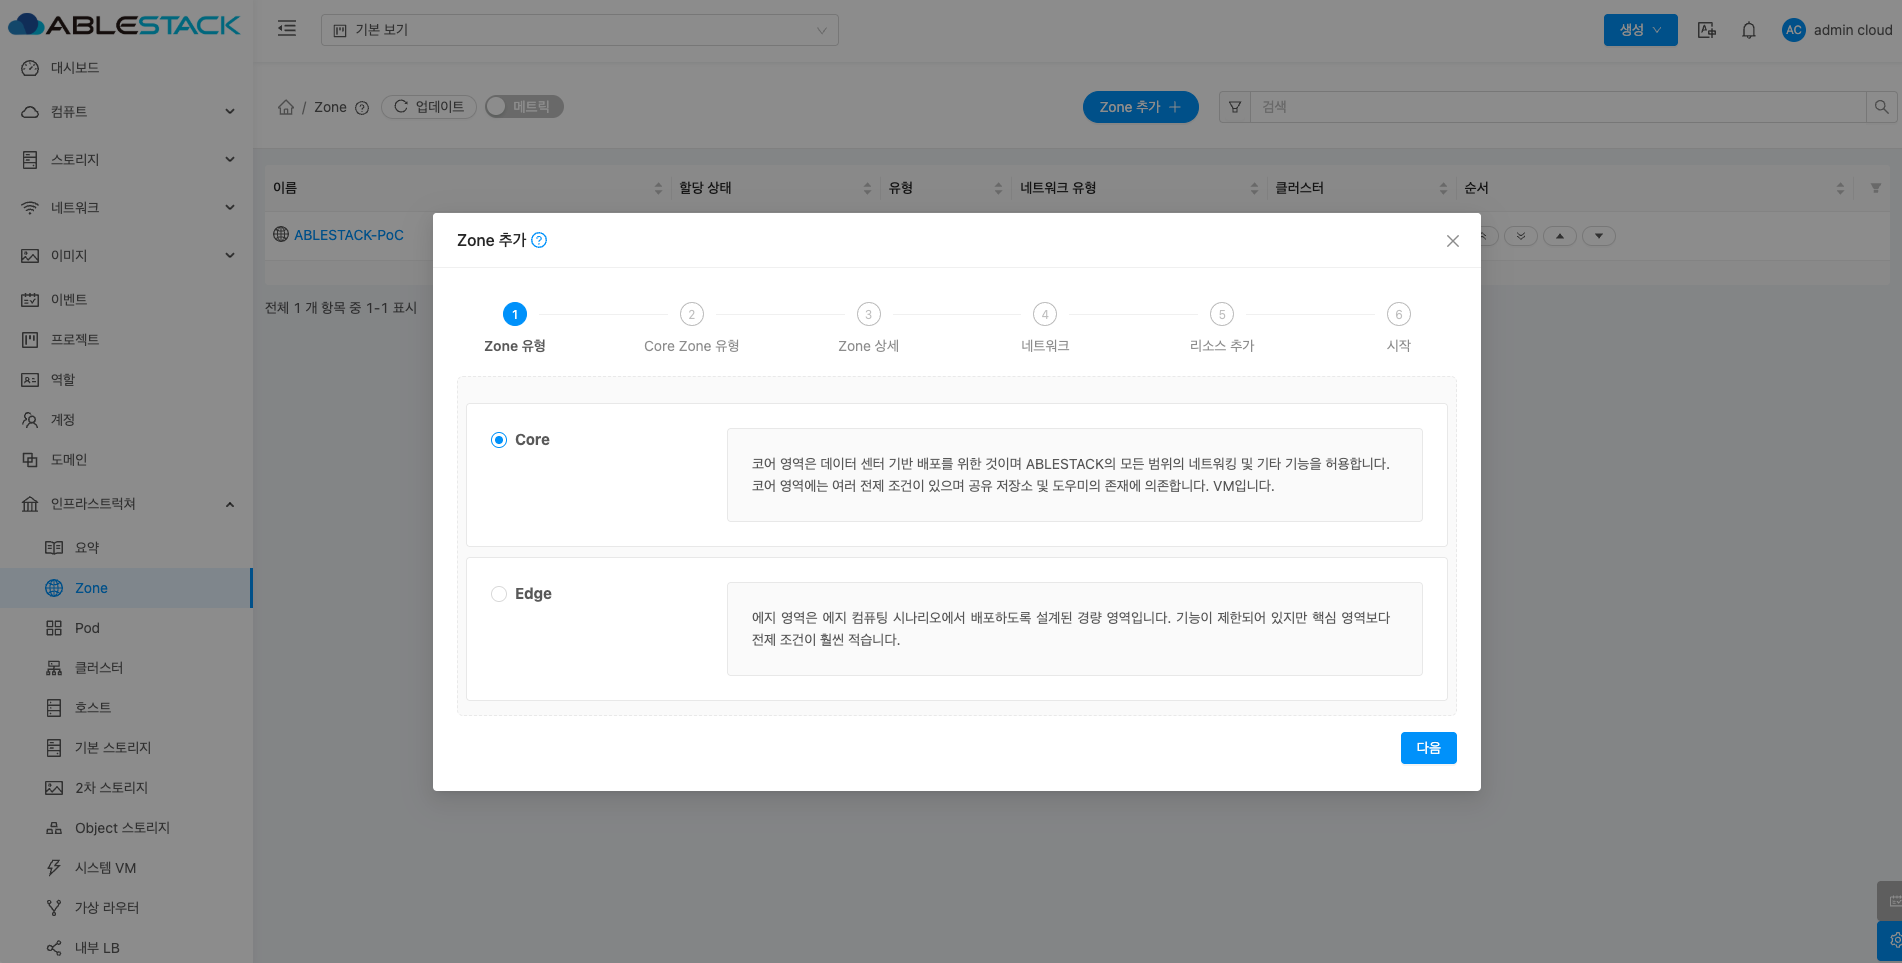 ABLESTACK
기본 보기
생성
AC
admin cloud
대시보드
컴퓨트
스토리지
네트워크
이미지
이벤트
프로젝트
역할
계정
도메인
인프라스트럭쳐
요약
Zone
Pod
클러스터
호스트
기본 스토리지
2차 스토리지
Object 스토리지
시스템 VM
가상 라우터
내부 LB
/ Zone
업데이트
메트릭
Zone 추가 +
검색
이름
할당 상태
유형
네트워크 유형
클러스터
순서
ABLESTACK-PoC
전체 1 개 항목 중 1-1 표시
Zone 추가
1
2
3
4
5
6
Zone 유형
Core Zone 유형
Zone 상세
네트워크
리소스 추가
시작
Core
코어 영역은 데이터 센터 기반 배포를 위한 것이며 ABLESTACK의 모든 범위의 네트워킹 및 기타 기능을 허용합니다.
코어 영역에는 여러 전제 조건이 있으며 공유 저장소 및 도우미의 존재에 의존합니다. VM입니다.
Edge
에지 영역은 에지 컴퓨팅 시나리오에서 배포하도록 설계된 경량 영역입니다. 기능이 제한되어 있지만 핵심 영역보다
전제 조건이 훨씬 적습니다.
다음